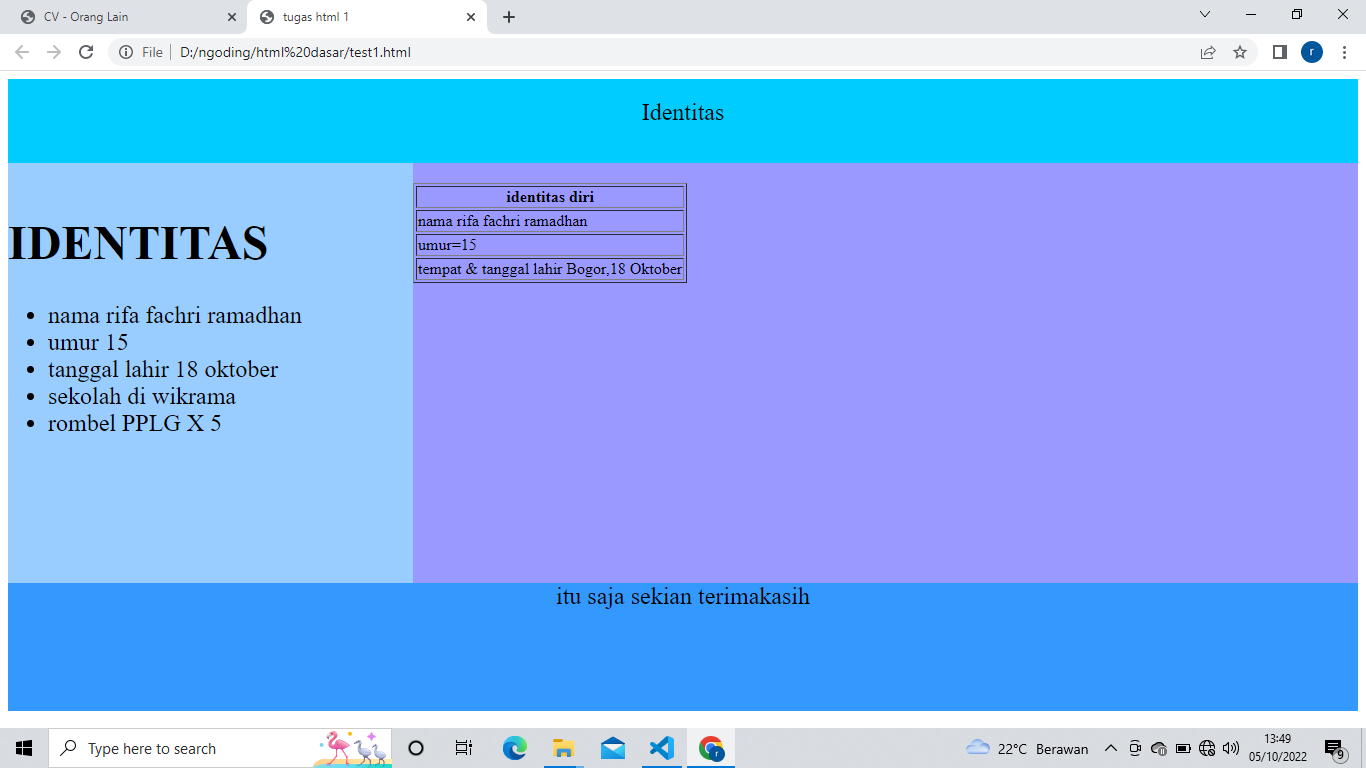 CV - Orang Lain
tugas html 1
File
D:/ngoding/html%20dasar/test1.html
r
Identitas
IDENTITAS
nama rifa fachri ramadhan
umur 15
tanggal lahir 18 oktober
sekolah di wikrama
rombel PPLG X 5
identitas diri
nama rifa fachri ramadhan
umur=15
tempat & tanggal lahir Bogor,18 Oktober
itu saja sekian terimakasih
Type here to search
r
22°C Berawan
13:49
05/10/2022
9